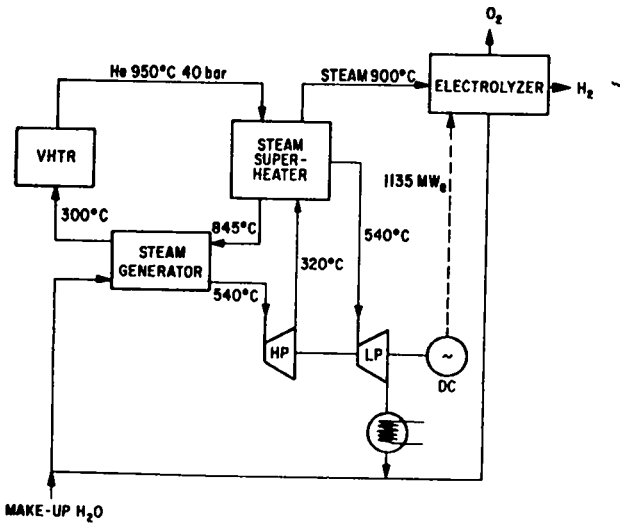 O2
He 950°C 40 bar
STEAM 900°C
ELECTROLYZER
H2
~
VHTR
STEAM
SUPER-
HEATER
1135 MWe
300°C
845°C
540°C
STEAM
GENERATOR
320°C
540°C
HP
LP
~
DC
MAKE-UP H2O